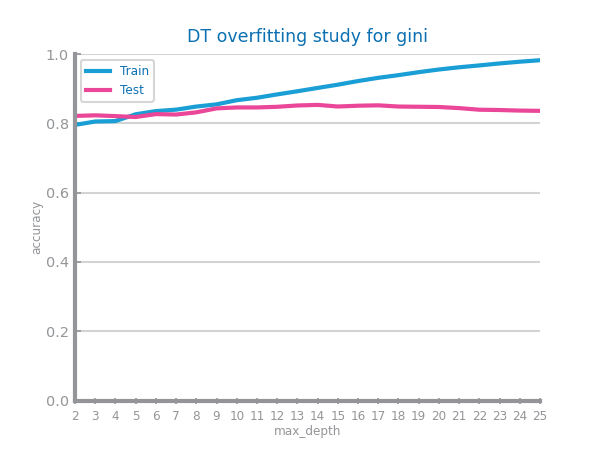 DT overfitting study for gini
Train
Test
accuracy
1.0
0.8
0.6
0.4
0.2
0.0
2 3 4 5 6 7 8 9 10 11 12 13 14 15 16 17 18 19 20 21 22 23 24 25
max_depth